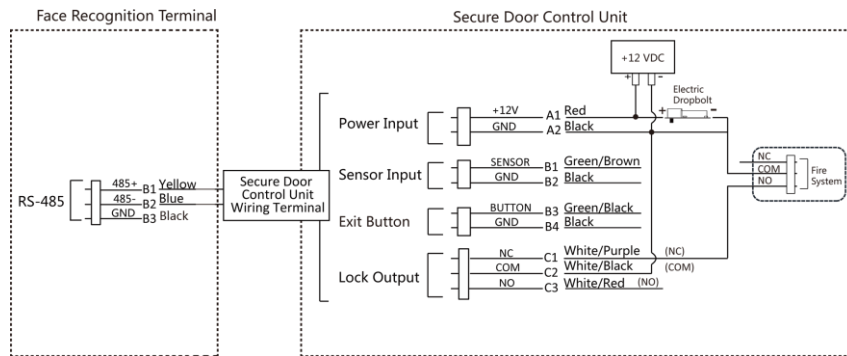 Face Recognition Terminal
Secure Door Control Unit
+12 VDC
+ -
Electric
Dropbolt
+ -
Power Input
+12V A1 Red
GND A2 Black
Sensor Input
SENSOR B1 Green/Brown
GND B2 Black
NC
COM
NO
Fire
System
RS-485
485+ B1 Yellow
485- B2 Blue
GND B3 Black
Secure Door
Control Unit
Wiring Terminal
Exit Button
BUTTON B3 Green/Black
GND B4 Black
Lock Output
NC C1 White/Purple (NC)
COM C2 White/Black (COM)
NO C3 White/Red (NO)